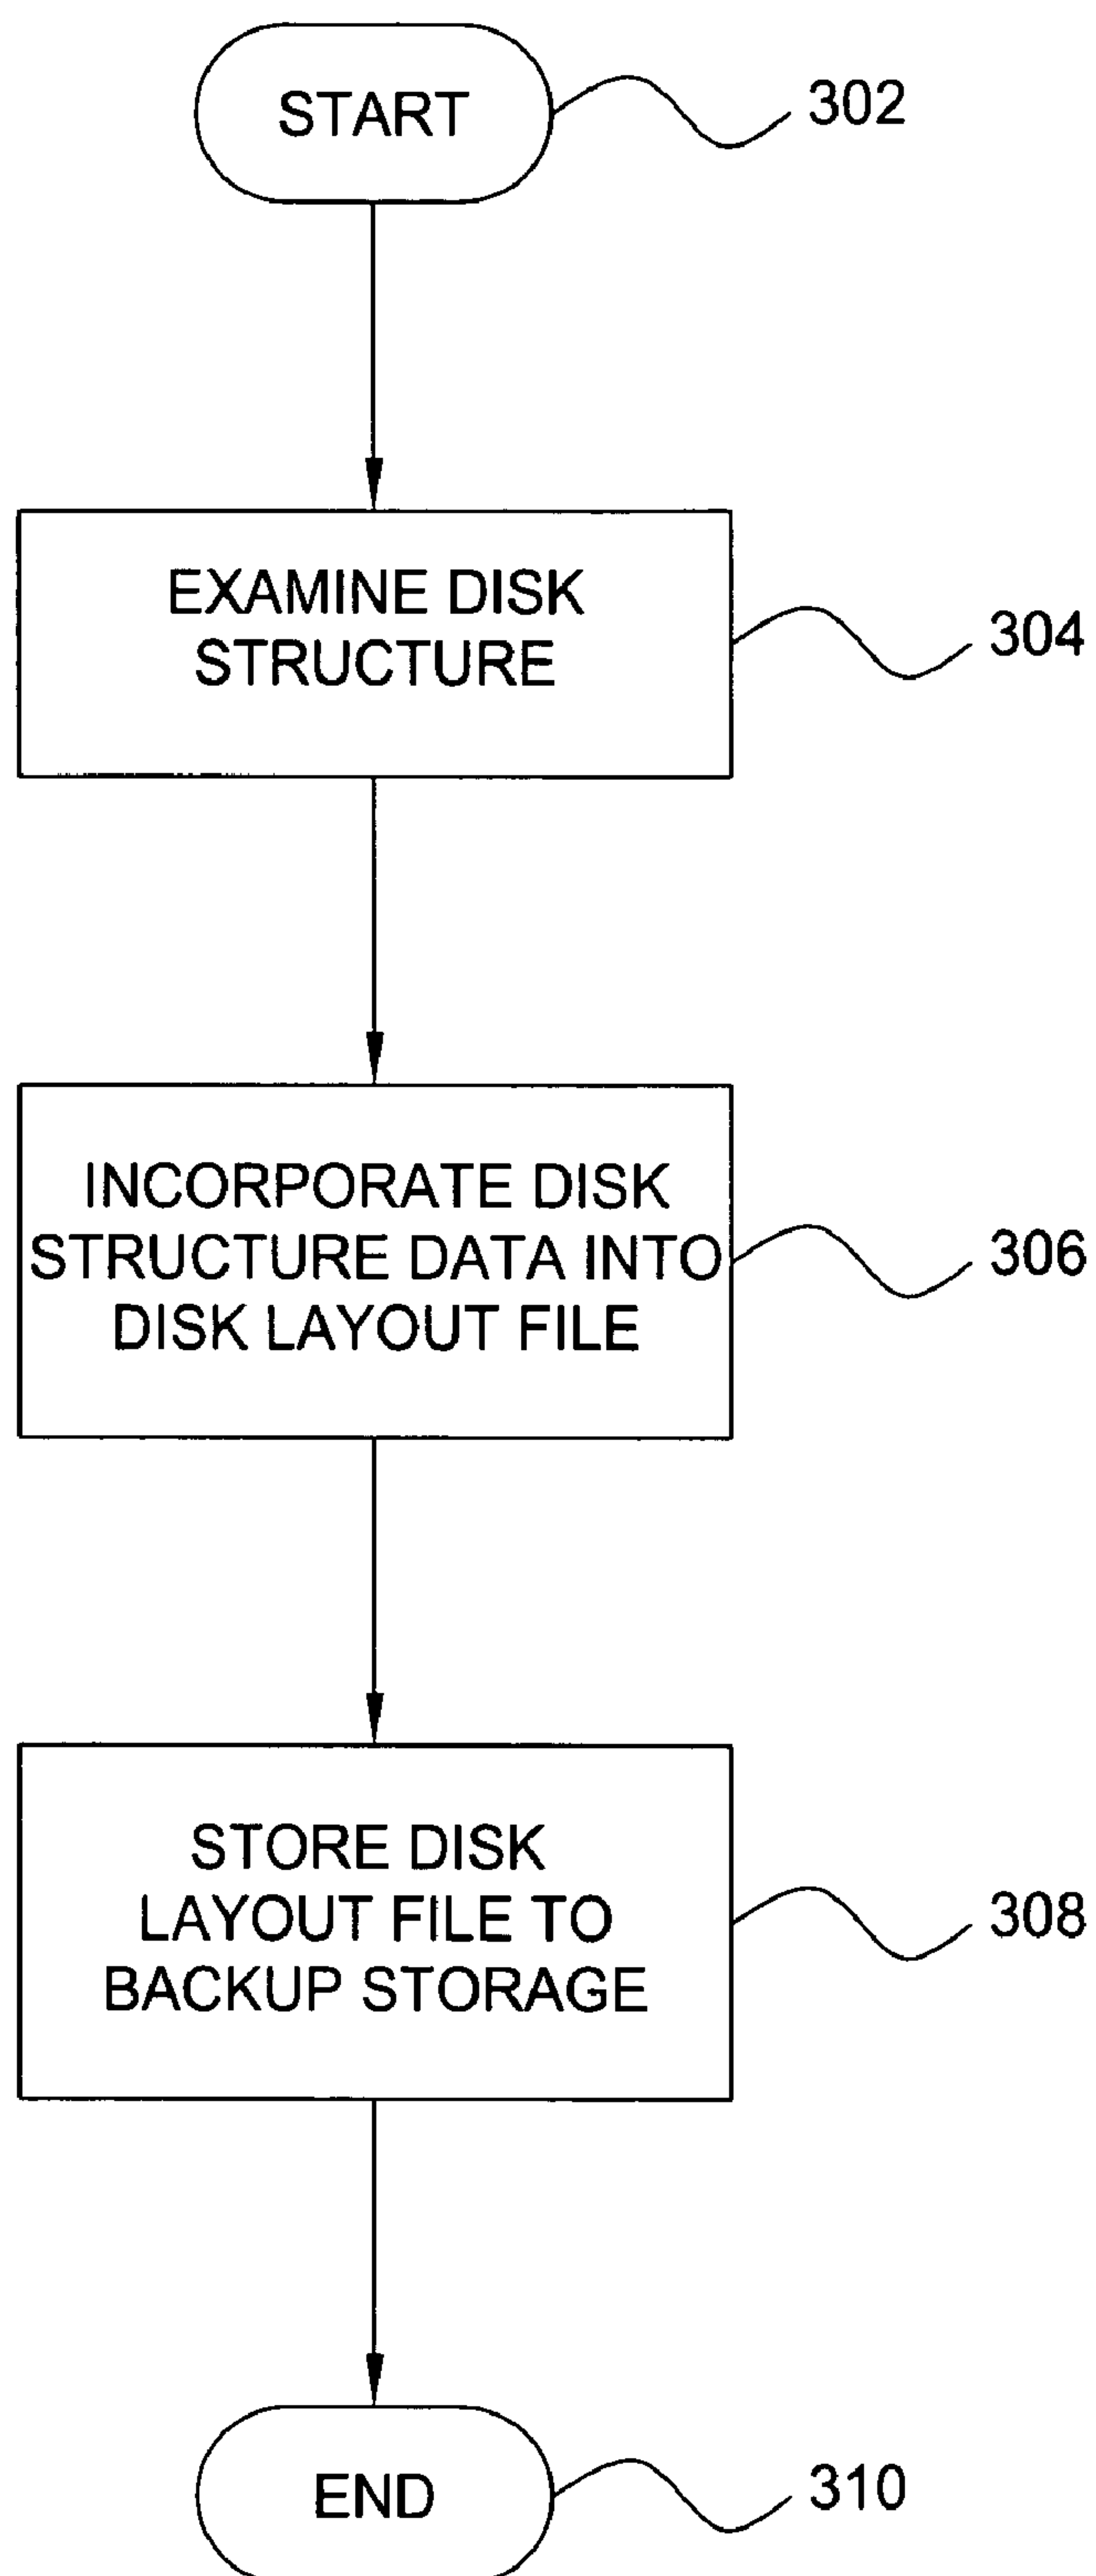 START
302
EXAMINE DISK
STRUCTURE
304
INCORPORATE DISK
STRUCTURE DATA INTO
DISK LAYOUT FILE
306
STORE DISK
LAYOUT FILE TO
BACKUP STORAGE
308
END
310